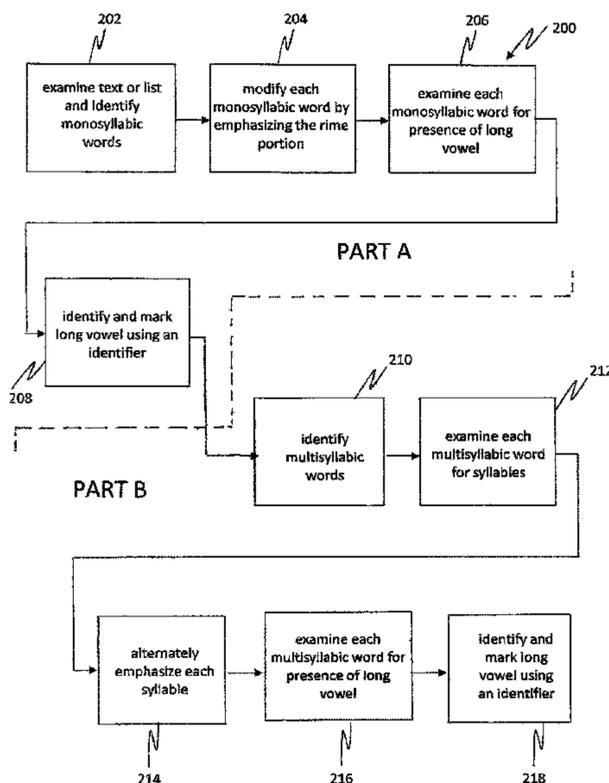 202
204
206
200
examine text or list
and identify
monosyllabic
words
modify each
monosyllabic word by
emphasizing the rime
portion
examine each
monosyllabic word for
presence of long
vowel
PART A
identify and mark
long vowel using an
identifier
208
210
212
identify
multisyllabic
words
examine each
multisyllabic word
for syllables
PART B
alternately
emphasize each
syllable
examine each
multisyllabic word for
presence of long
vowel
identify and
mark long
vowel using
an identifier
214
216
218